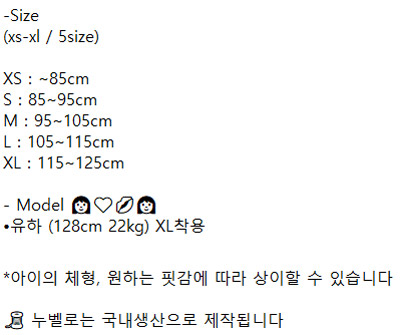 -Size
(xs-xl / 5size)
XS : ~85cm
S : 85~95cm
M : 95~105cm
L : 105~115cm
XL : 115~125cm
- Model 👩🏻♡🏉👩🏻
•유하 (128cm 22kg) XL착용
*아이의 체형, 원하는 핏감에 따라 상이할 수 있습니다
누벨로는 국내생산으로 제작됩니다